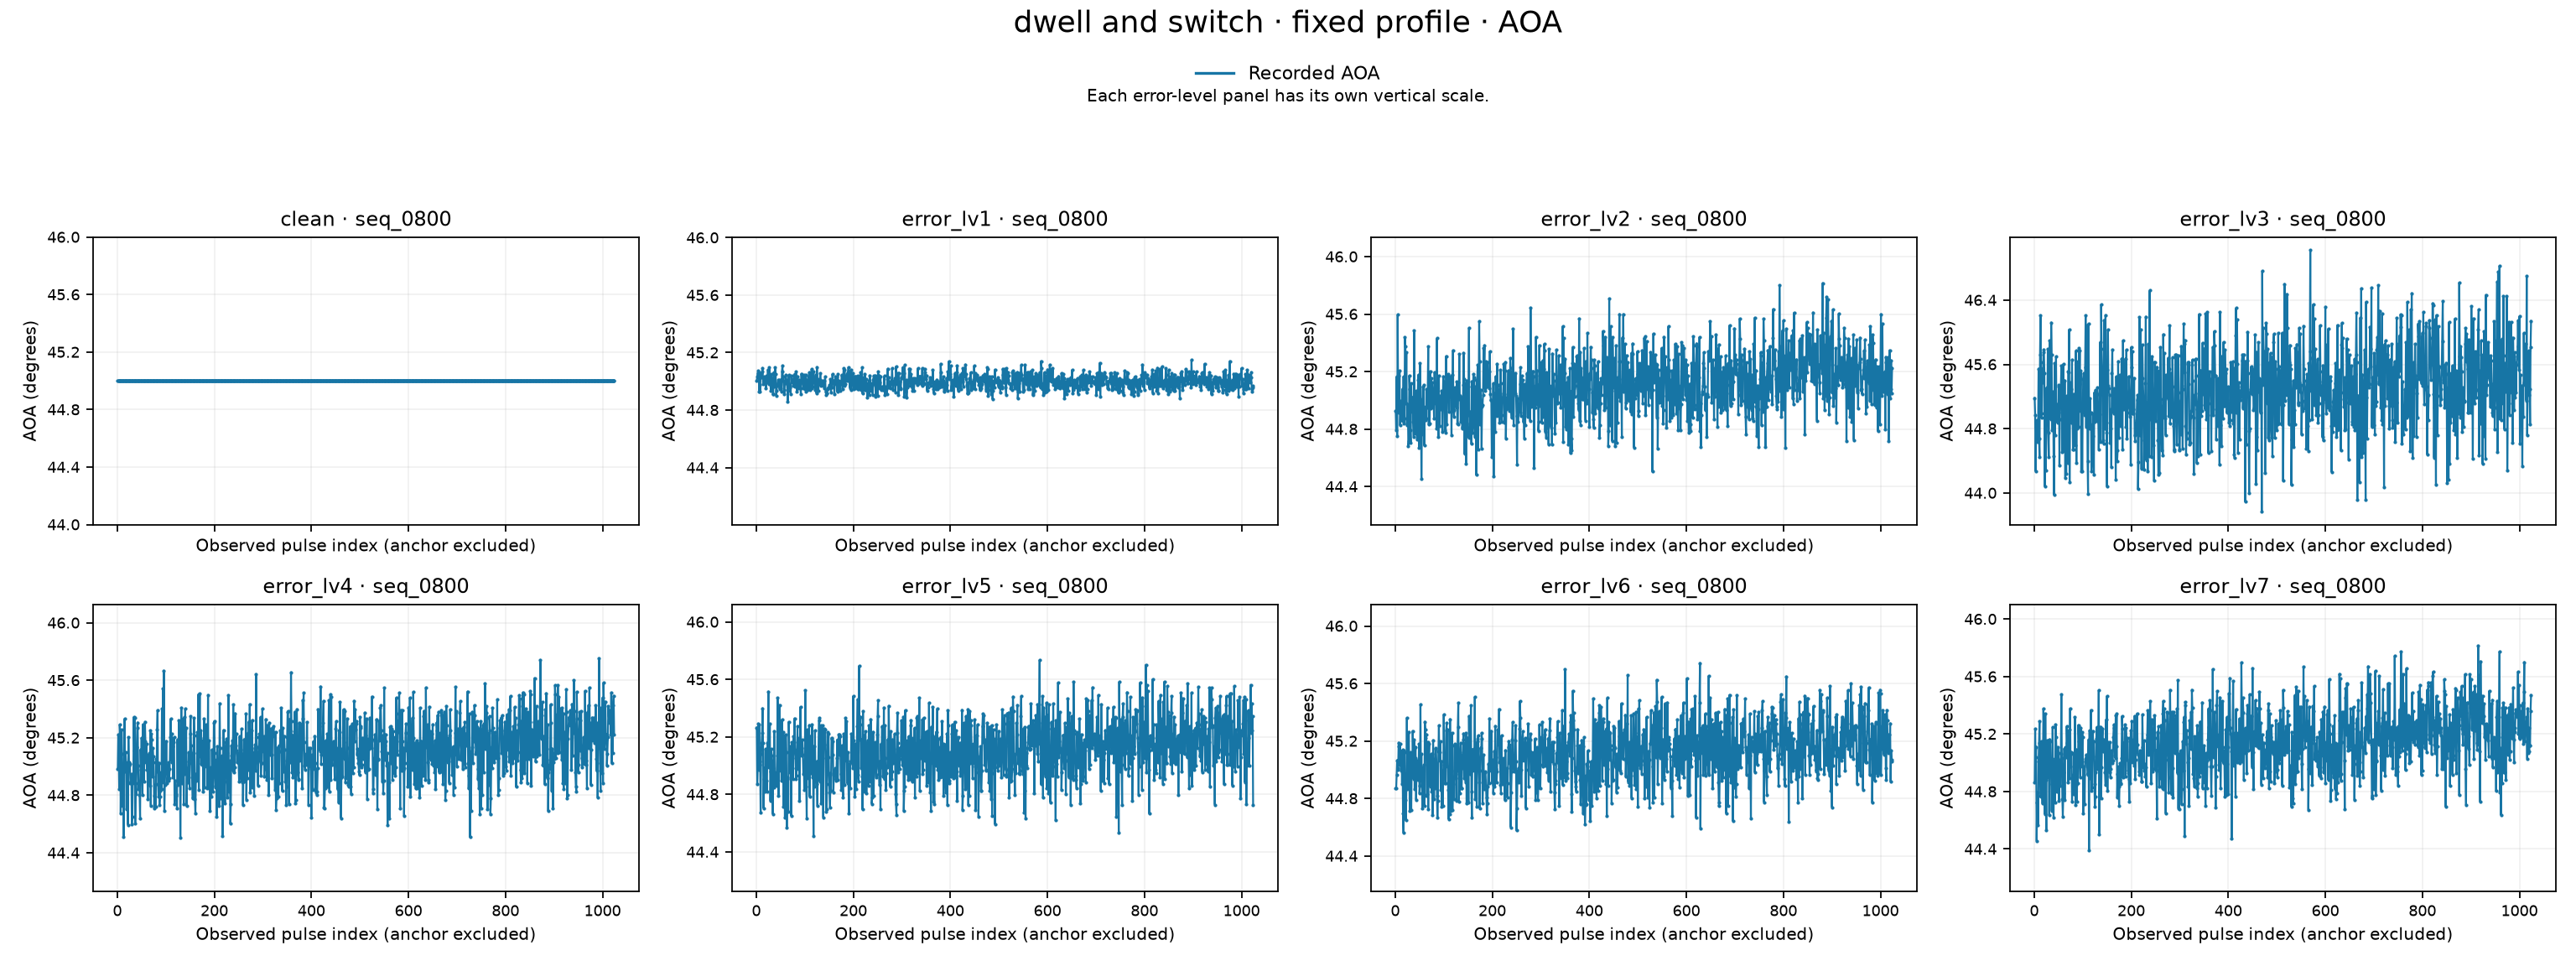 dwell and switch · fixed profile · AOA
Recorded AOA
Each error-level panel has its own vertical scale.
clean · seq_0800
46.0
45.6
45.2
44.8
44.4
44.0
AOA (degrees)
Observed pulse index (anchor excluded)
error_lv1 · seq_0800
46.0
45.6
45.2
44.8
44.4
AOA (degrees)
Observed pulse index (anchor excluded)
error_lv2 · seq_0800
46.0
45.6
45.2
44.8
44.4
AOA (degrees)
Observed pulse index (anchor excluded)
error_lv3 · seq_0800
46.4
45.6
44.8
44.0
AOA (degrees)
Observed pulse index (anchor excluded)
error_lv4 · seq_0800
46.0
45.6
45.2
44.8
44.4
AOA (degrees)
0 200 400 600 800 1000
Observed pulse index (anchor excluded)
error_lv5 · seq_0800
46.0
45.6
45.2
44.8
44.4
AOA (degrees)
0 200 400 600 800 1000
Observed pulse index (anchor excluded)
error_lv6 · seq_0800
46.0
45.6
45.2
44.8
44.4
AOA (degrees)
0 200 400 600 800 1000
Observed pulse index (anchor excluded)
error_lv7 · seq_0800
46.0
45.6
45.2
44.8
44.4
AOA (degrees)
0 200 400 600 800 1000
Observed pulse index (anchor excluded)